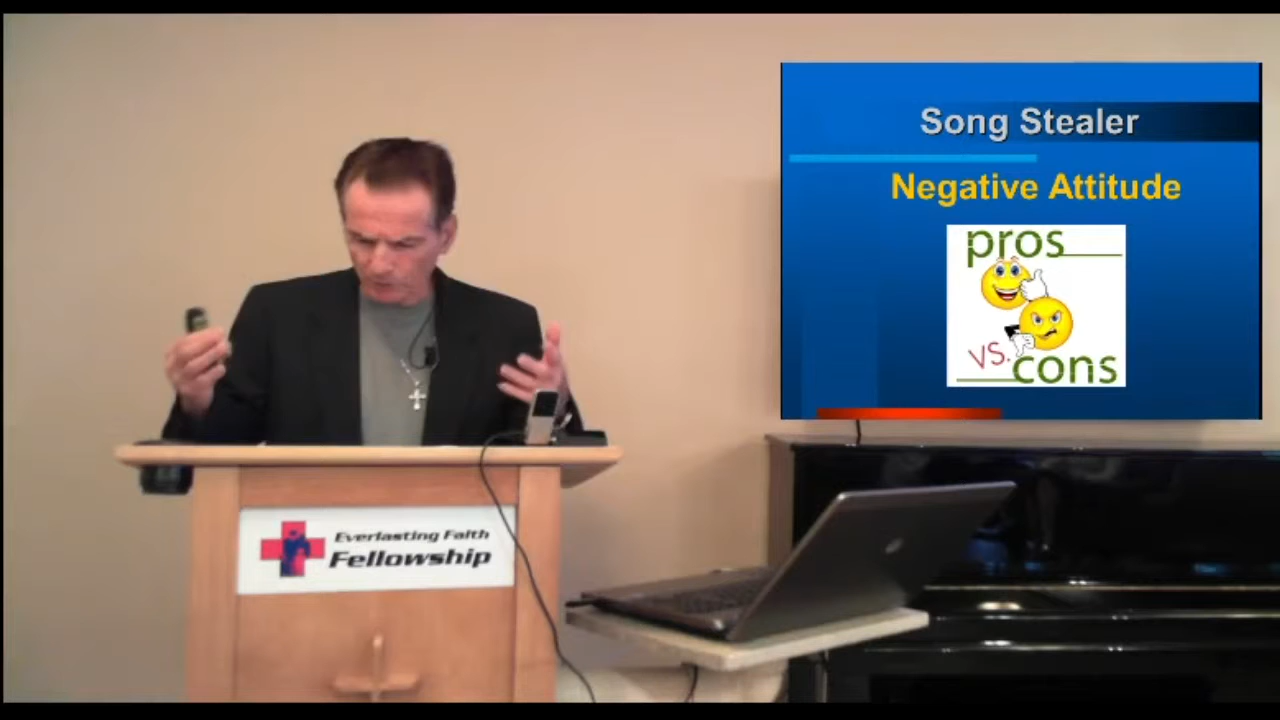 Song Stealer
Negative Attitude
pros
vs.
cons
Everlasting Faith
Fellowship